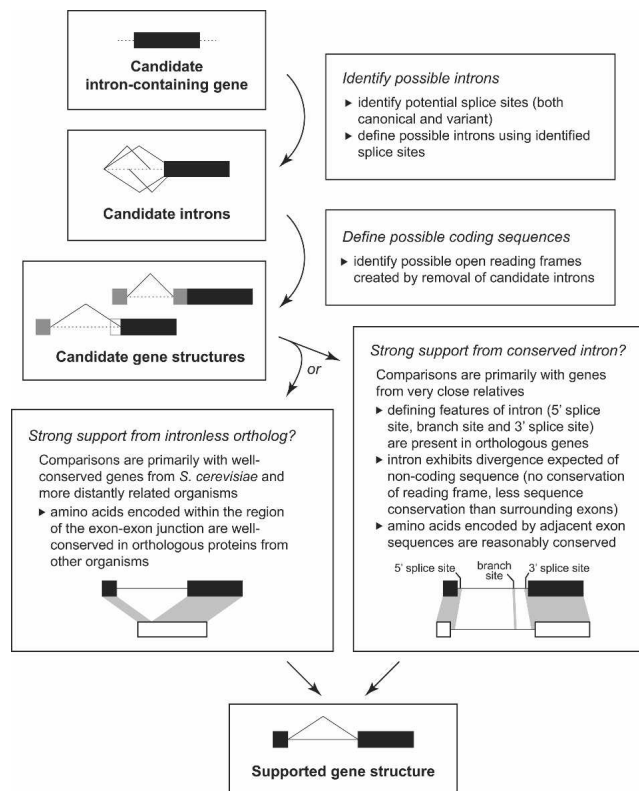 Candidate
intron-containing gene
Identify possible introns
▸ identify potential splice sites (both
canonical and variant)
▸ define possible introns using identified
splice sites
Candidate introns
Define possible coding sequences
▸ identify possible open reading frames
created by removal of candidate introns
Candidate gene structures
or
Strong support from conserved intron?
Comparisons are primarily with genes
from very close relatives
▸ defining features of intron (5' splice
site, branch site and 3' splice site)
are present in orthologous genes
▸ intron exhibits divergence expected of
non-coding sequence (no conservation
of reading frame, less sequence
conservation than surrounding exons)
▸ amino acids encoded by adjacent exon
sequences are reasonably conserved
5' splice site
branch
site
3' splice site
Strong support from intronless ortholog?
Comparisons are primarily with well-
conserved genes from S. cerevisiae and
more distantly related organisms
▸ amino acids encoded within the region
of the exon-exon junction are well-
conserved in orthologous proteins from
other organisms
Supported gene structure